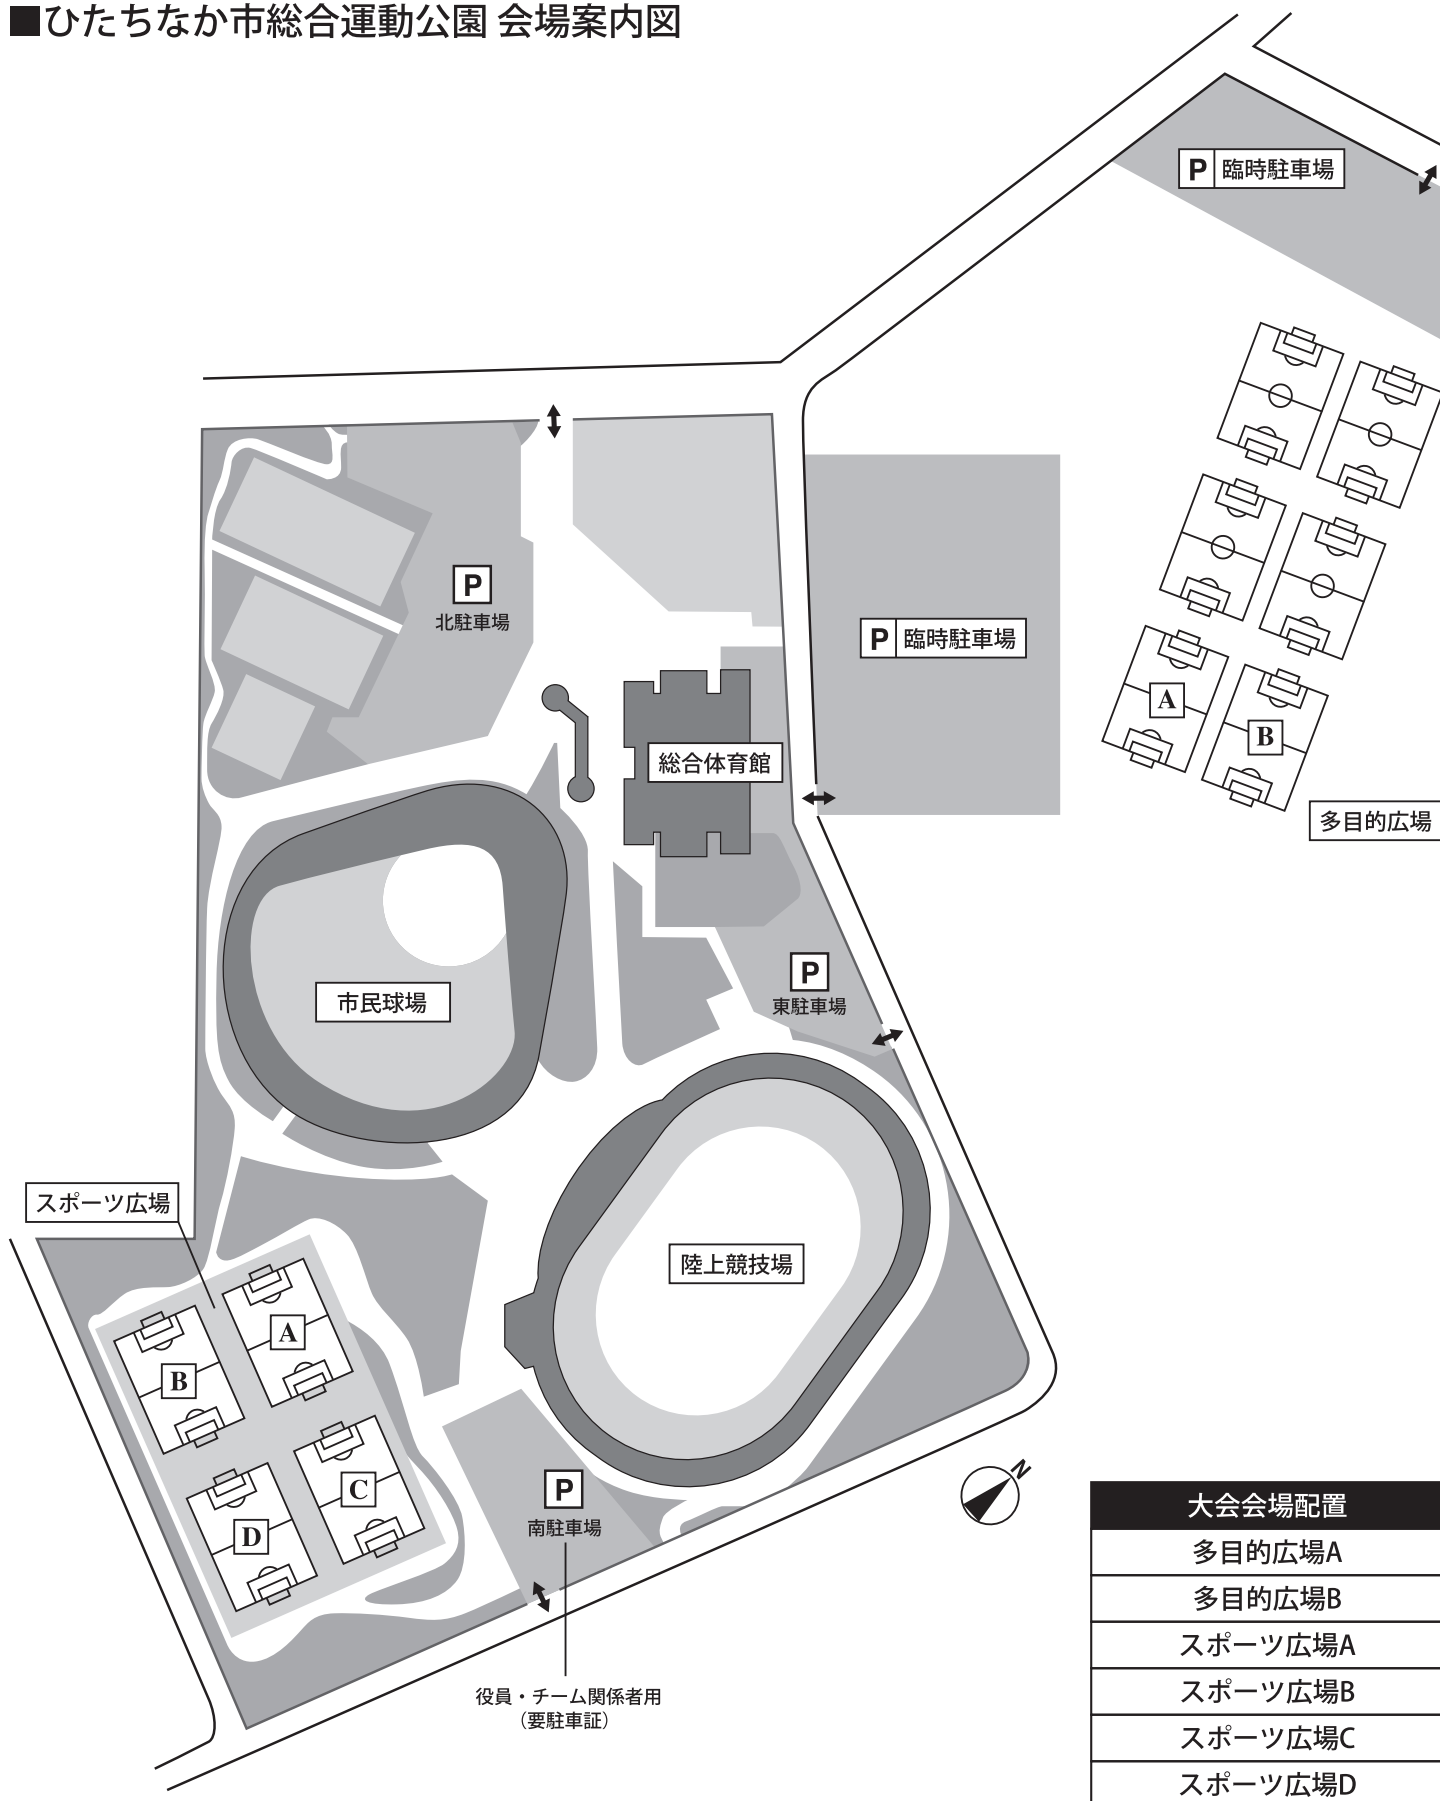 ■ひたちなか市総合運動公園 会場案内図
P 臨時駐車場
P
北駐車場
P 臨時駐車場
総合体育館
A
B
多目的広場
P
東駐車場
市民球場
スポーツ広場
陸上競技場
A
B
C
D
P
南駐車場
N
役員・チーム関係者用
（要駐車証）
大会会場配置
多目的広場A
多目的広場B
スポーツ広場A
スポーツ広場B
スポーツ広場C
スポーツ広場D